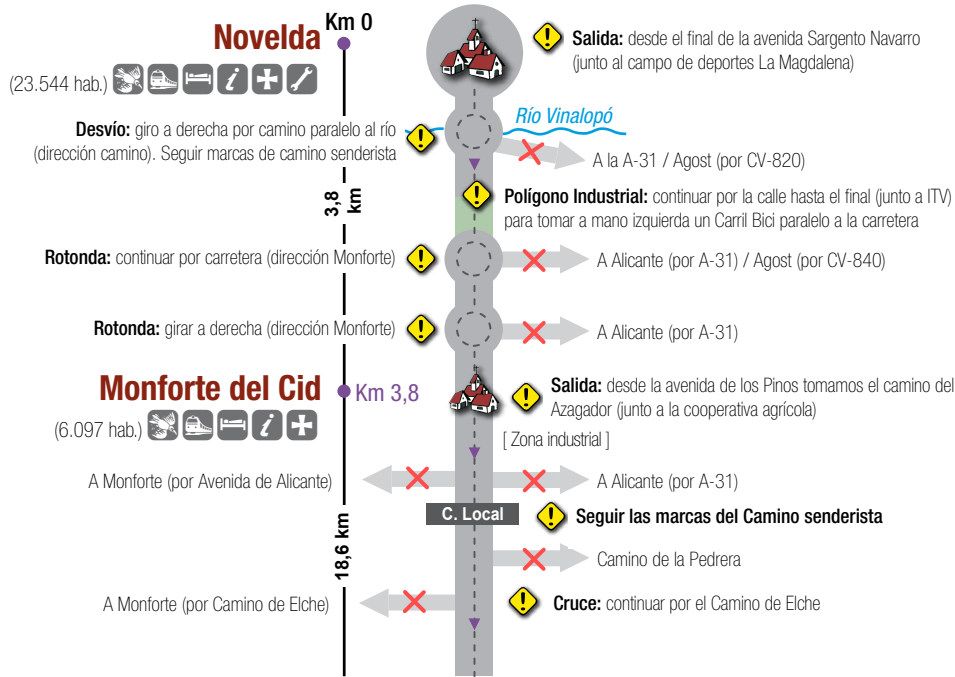 Km 0
Novelda
(23.544 hab.)
Salida: desde el final de la avenida Sargento Navarro
(junto al campo de deportes La Magdalena)
Río Vinalopó
Desvío: giro a derecha por camino paralelo al río
(dirección camino). Seguir marcas de camino senderista
A la A-31 / Agost (por CV-820)
3,8
km
Polígono Industrial: continuar por la calle hasta el final (junto a ITV)
para tomar a mano izquierda un Carril Bici paralelo a la carretera
Rotonda: continuar por carretera (dirección Monforte)
A Alicante (por A-31) / Agost (por CV-840)
Rotonda: girar a derecha (dirección Monforte)
A Alicante (por A-31)
Monforte del Cid
Km 3,8
(6.097 hab.)
Salida: desde la avenida de los Pinos tomamos el camino del
Azagador (junto a la cooperativa agrícola)
[ Zona industrial ]
A Monforte (por Avenida de Alicante)
A Alicante (por A-31)
C. Local
Seguir las marcas del Camino senderista
18,6 km
Camino de la Pedrera
A Monforte (por Camino de Elche)
Cruce: continuar por el Camino de Elche